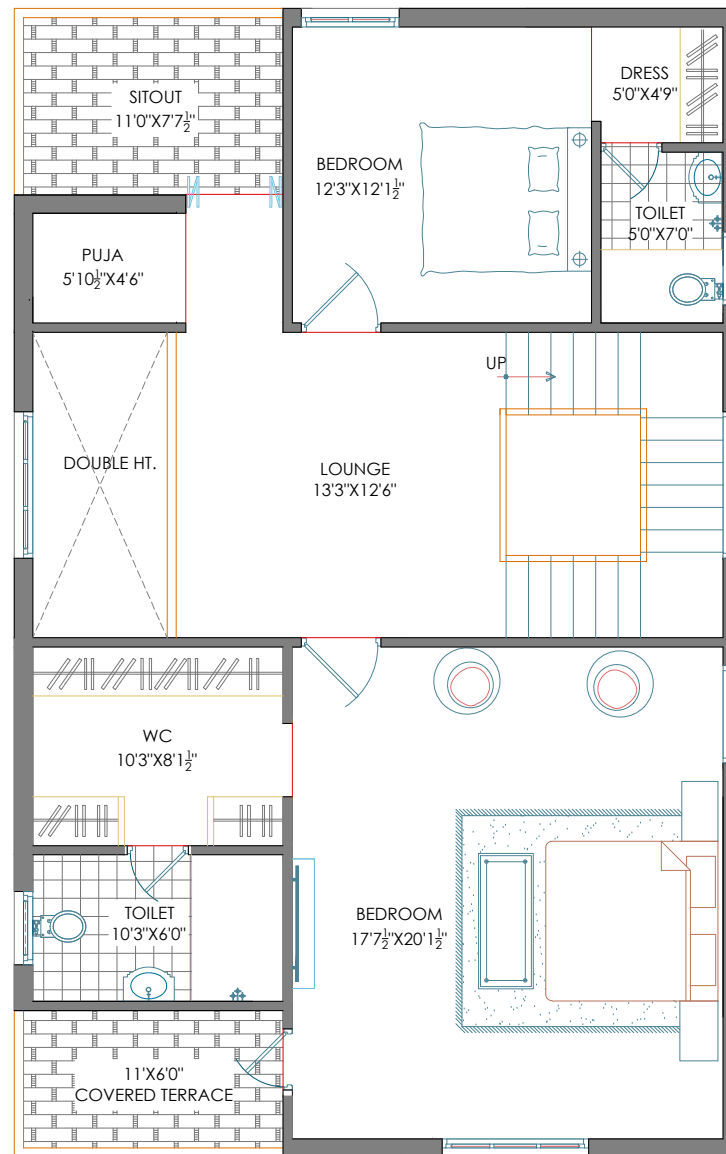 SITOUT
11'0"X7'7½"
DRESS
5'0"X4'9"
BEDROOM
12'3"X12'1½"
TOILET
5'0"X7'0"
PUJA
5'10½"X4'6"
UP
DOUBLE HT.
LOUNGE
13'3"X12'6"
WC
10'3"X8'1½"
TOILET
10'3"X6'0"
BEDROOM
17'7½"X20'1½"
11'X6'0"
COVERED TERRACE